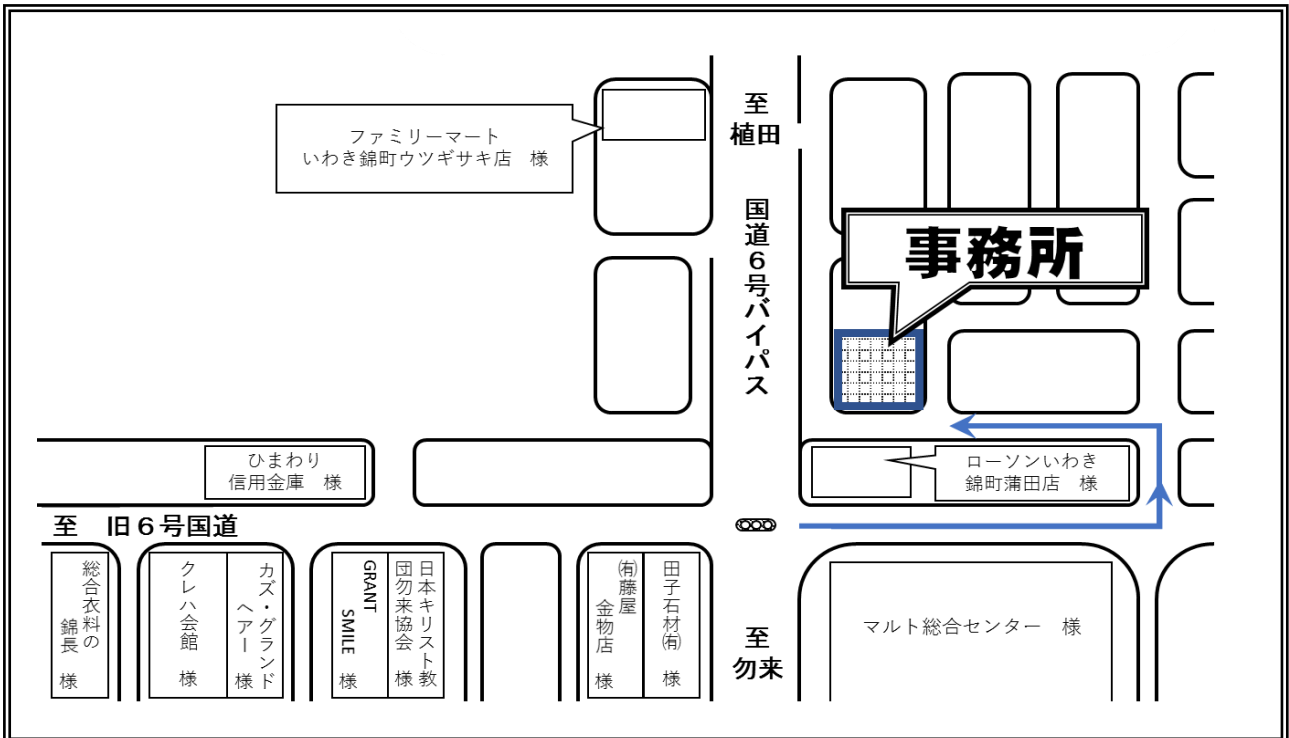 ファミリーマート
いわき錦町ウツギサキ店　様
至
植田
国道６号バイパス
事務所
ひまわり
信用金庫　様
ローソンいわき
錦町蒲田店　様
至　旧６号国道
総合衣料の
錦長　様
クレハ会館　様
カズ・グランド
ヘアー　様
GRANT
SMILE　様
日本キリスト教
団勿来協会　様
㈲藤屋
金物店　様
田子石材㈲　様
至
勿来
マルト総合センター　様